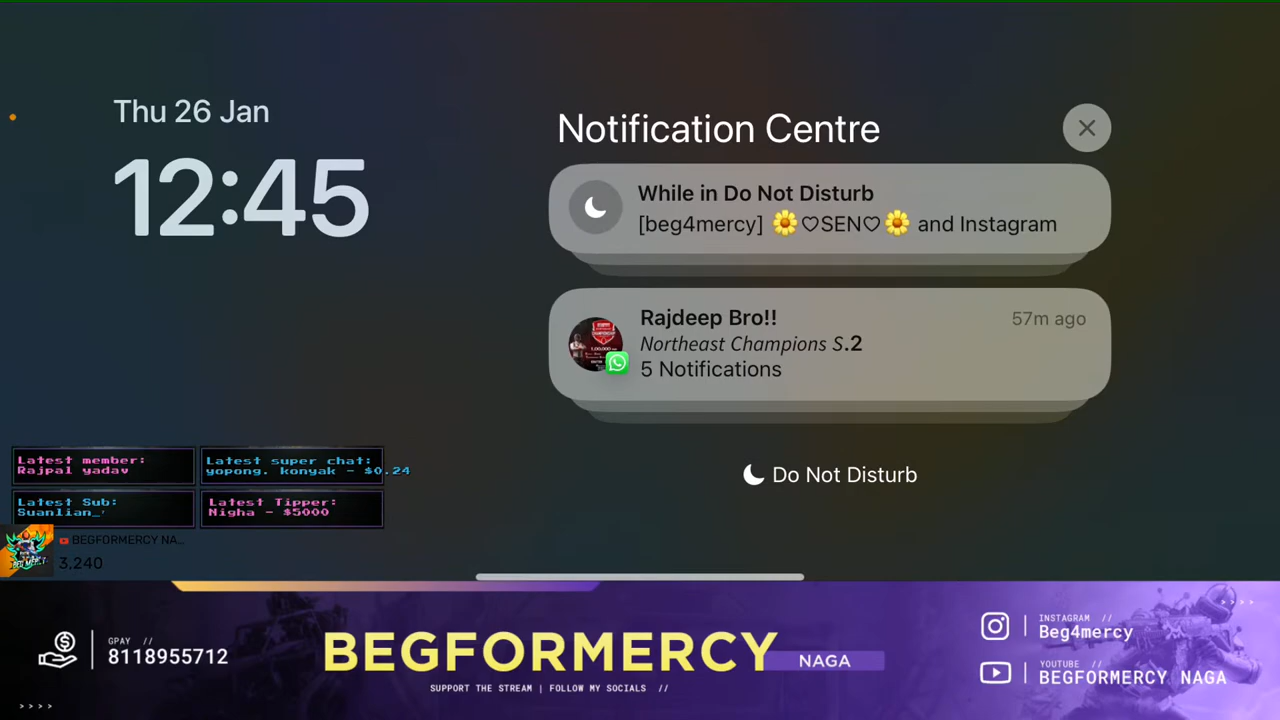 Thu 26 Jan
12:45
Notification Centre
While in Do Not Disturb
[beg4mercy] 🌼♡SEN♡🌼 and Instagram
Rajdeep Bro!!
57m ago
Northeast Champions S.2
5 Notifications
Do Not Disturb
Latest member:
Rajpal yadav
Latest super chat:
yopong. konyak - $0.24
Latest Sub:
Suanlian_
Latest Tipper:
Nigha - $5000
BEGFORMERCY NA...
3,240
GPAY //
8118955712
BEGFORMERCY
NAGA
SUPPORT THE STREAM | FOLLOW MY SOCIALS //
INSTAGRAM //
Beg4mercy
YOUTUBE //
BEGFORMERCY NAGA
>>>>
>>>>